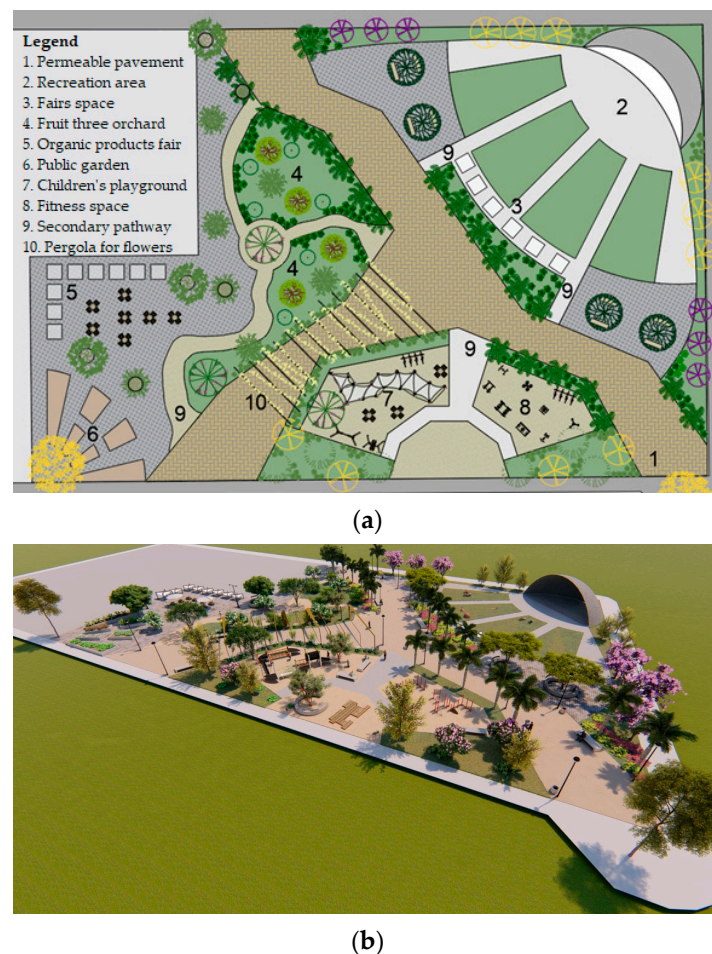 Legend
1. Permeable pavement
2. Recreation area
3. Fairs space
4. Fruit three orchard
5. Organic products fair
6. Public garden
7. Children's playground
8. Fitness space
9. Secondary pathway
10. Pergola for flowers
2
9
4
3
4
5
9
9
7
8
9
10
6
1
(a)
(b)